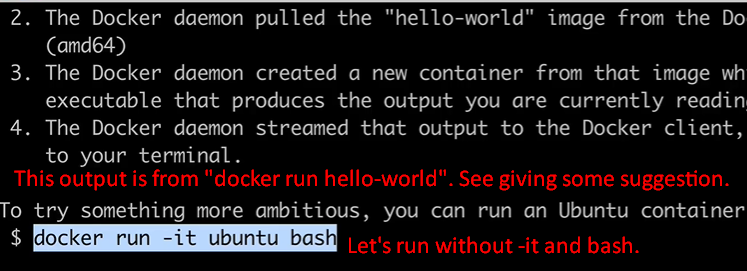 2. The Docker daemon pulled the "hello-world" image from the
(amd64)
3. The Docker daemon created a new container from that image
executable that produces the output you are currently
4. The Docker daemon streamed that output to the Docker client,
to your terminal.
This output is from "docker run hello-world". See giving some suggestion.
To try something more ambitious, you can run an Ubuntu container
$ docker run -it ubuntu bash Let's run without -it and bash.